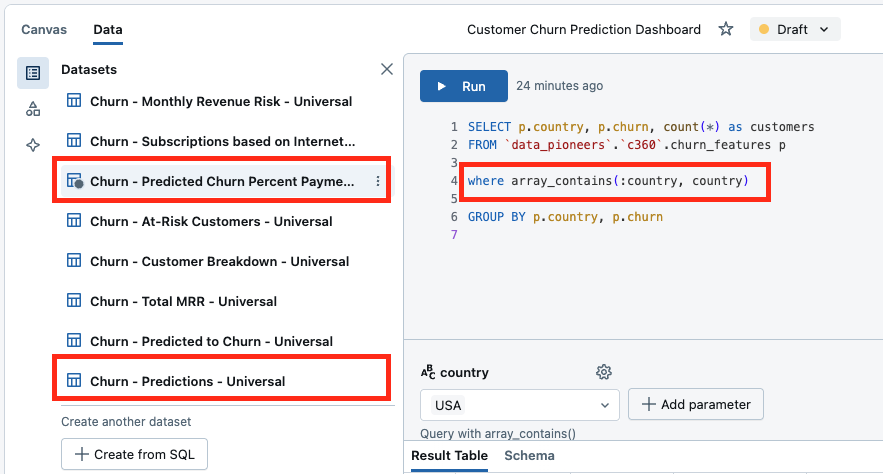 Canvas
Data
Customer Churn Prediction Dashboard
Draft
Datasets
Churn - Monthly Revenue Risk - Universal
Churn - Subscriptions based on Internet...
Churn - Predicted Churn Percent Payme...
Churn - At-Risk Customers - Universal
Churn - Customer Breakdown - Universal
Churn - Total MRR - Universal
Churn - Predicted to Churn - Universal
Churn - Predictions - Universal
Create another dataset
Create from SQL
Run
24 minutes ago
1 SELECT p.country, p.churn, count(*) as customers
2 FROM `data_pioneers`.`c360`.churn_features p
3
4 where array_contains(:country, country)
5
6 GROUP BY p.country, p.churn
7
ABC country
USA
Add parameter
Query with array_contains()
Result Table
Schema